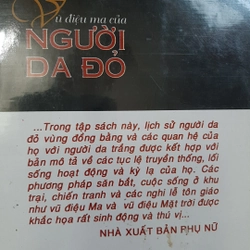 Vũ điệu ma của
NGƯỜI
DA ĐỎ
...Trong tập sách này, lịch sử người da
đỏ vùng đồng bằng và các quan hệ của
họ với người da trắng được kết hợp với
bản mô tả về các tục lệ truyền thống, lối
sống hoạt động và kỳ lạ của họ. Các
phương pháp săn bắt, cuộc sống ở khu
trại, chiến tranh và các nghi lễ tôn giáo
như vũ điệu Ma và vũ điệu Mặt trời được
khắc họa rất sinh động và thú vị...
NHÀ XUẤT BẢN PHỤ NỮ